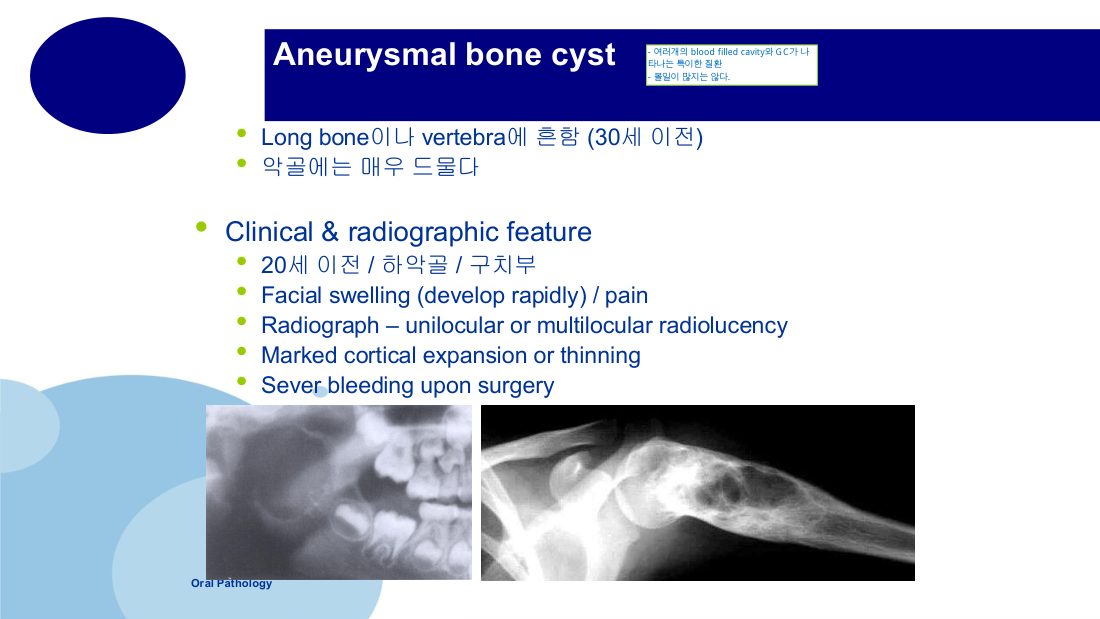 Aneurysmal bone cyst
- 여러개의 blood filled cavity와 GC가 나
타나는 특이한 질환
- 볼일이 많지는 않다.
• Long bone이나 vertebra에 흔함 (30세 이전)
• 악골에는 매우 드물다
• Clinical & radiographic feature
• 20세 이전 / 하악골 / 구치부
• Facial swelling (develop rapidly) / pain
• Radiograph – unilocular or multilocular radiolucency
• Marked cortical expansion or thinning
• Sever bleeding upon surgery
Oral Pathology